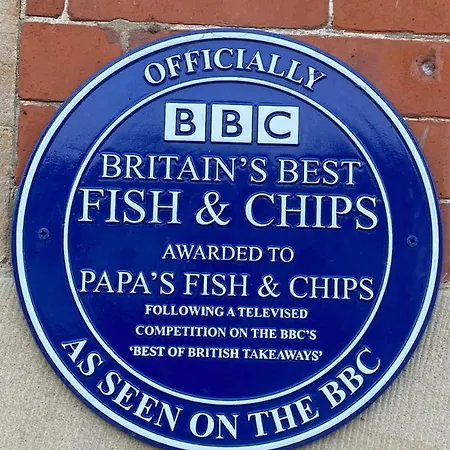 OFFICIALLY
BBC
BRITAIN'S BEST
FISH & CHIPS
AWARDED TO
PAPA'S FISH & CHIPS
FOLLOWING A TELEVISED
COMPETITION ON THE BBC'S
'BEST OF BRITISH TAKEAWAYS'
AS SEEN ON THE BBC